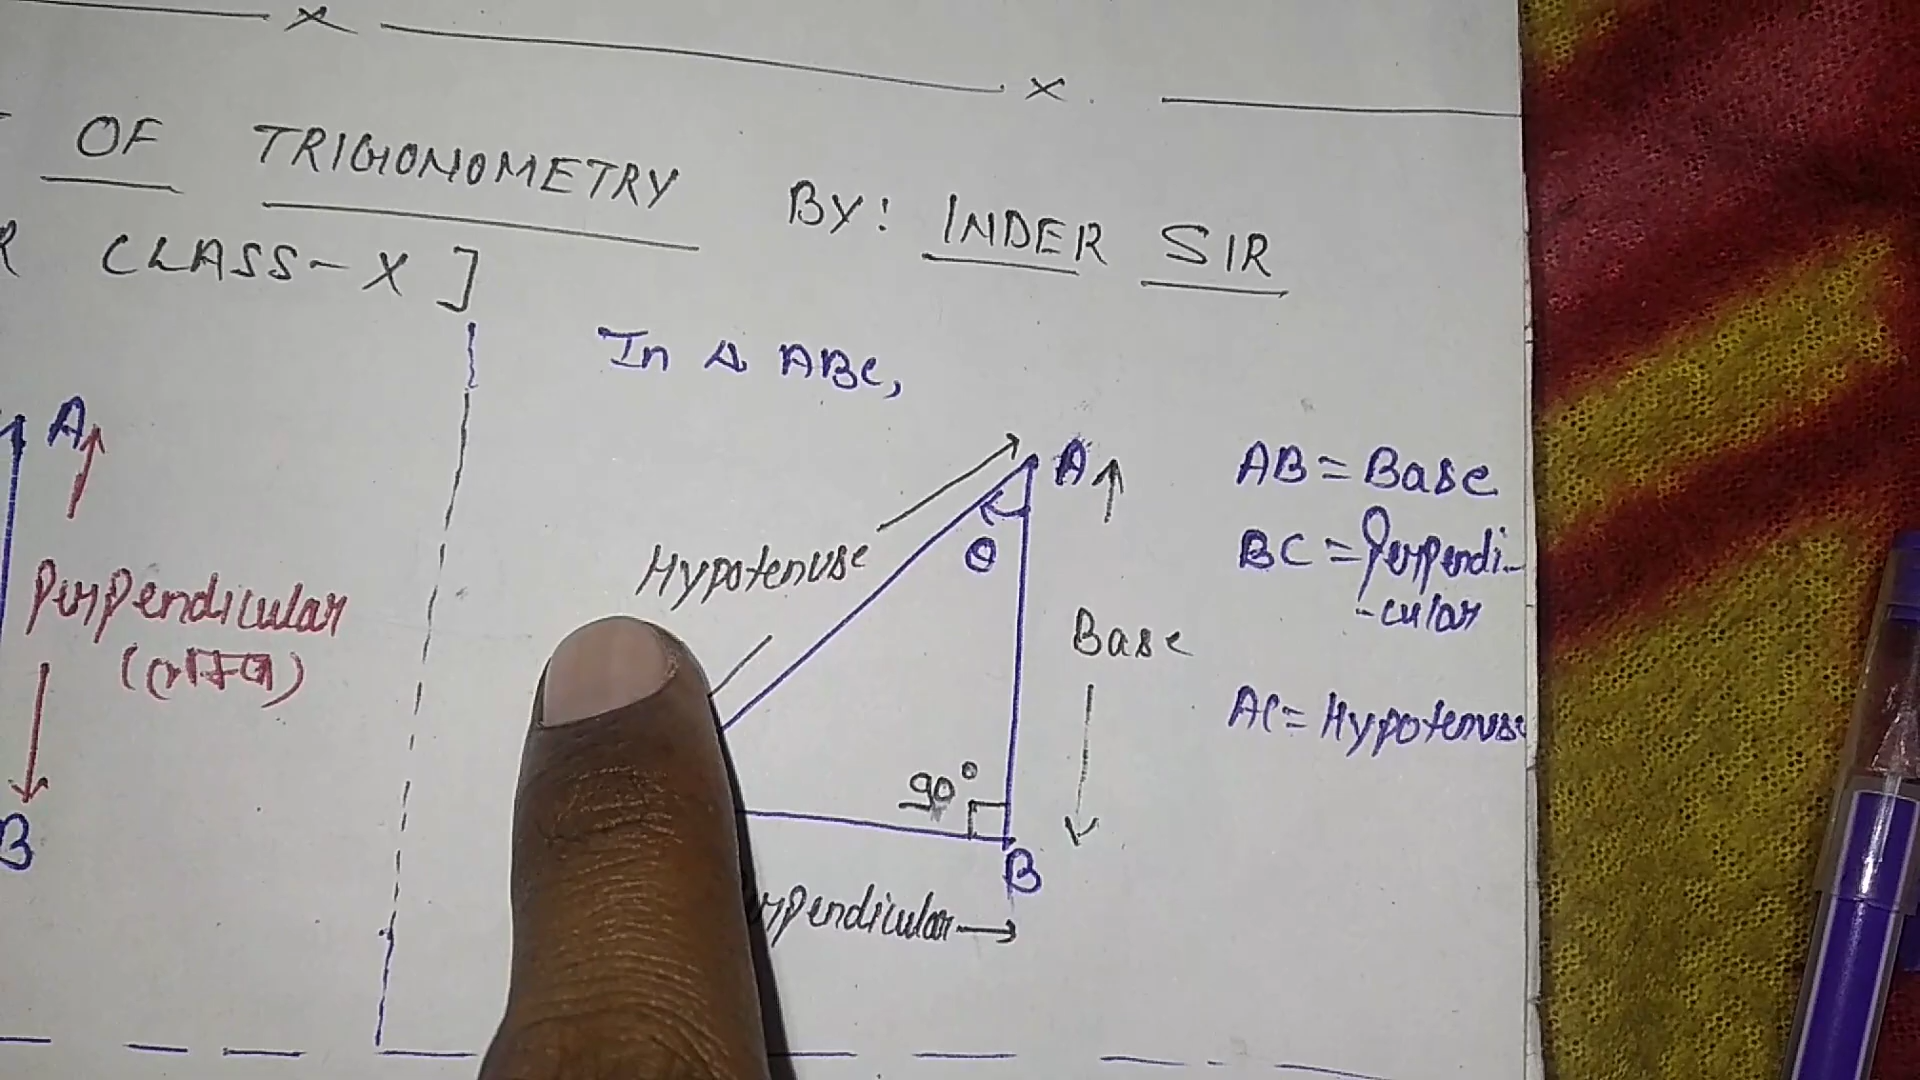 OF TRIGONOMETRY BY: INDER SIR
CLASS-X]
A
Perpendicular
B
In Δ ABC,
A
θ
Hypotenuse
Base
90°
B
Perpendicular
AB = Base
BC = Perpendi-
-cular
AC = Hypotenuse